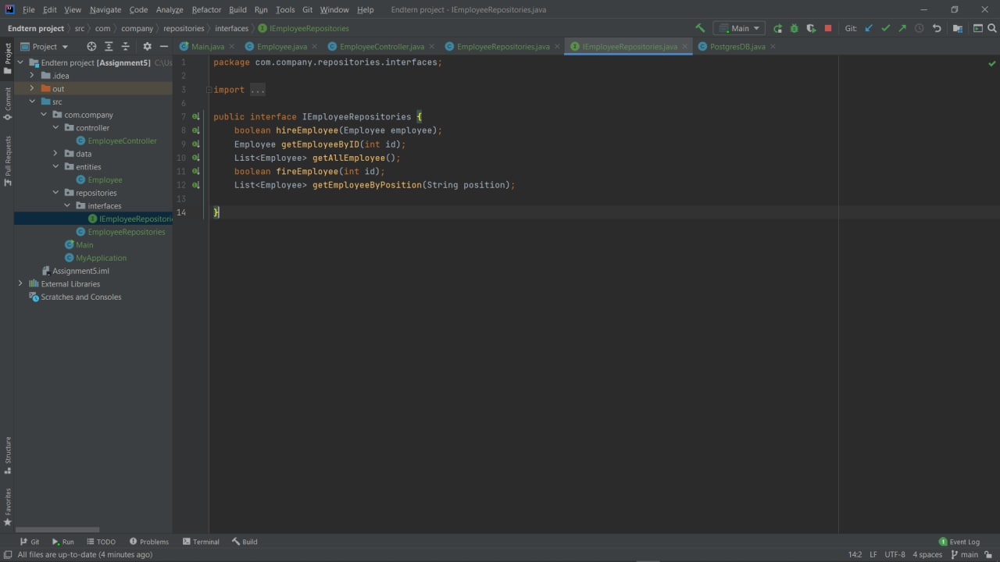 File Edit View Navigate Code Analyze Refactor Build Run Tools Git Window Help Endtern project - IEmployeeRepositories.java
Endtern project src com company repositories interfaces IEmployeeRepositories Main Git:
Project Main.java Employee.java EmployeeController.java EmployeeRepositories.java IEmployeeRepositories.java PostgresDB.java
Project
Commit
Pull Requests
Structure
Favorites
Endtern project [Assignment5] C:\Us
.idea
out
src
com.company
controller
EmployeeController
data
entities
Employee
repositories
interfaces
IEmployeeRepositori
EmployeeRepositories
Main
MyApplication
Assignment5.iml
External Libraries
Scratches and Consoles
1 package com.company.repositories.interfaces;
2
3 import ...
6
7 public interface IEmployeeRepositories {
8 boolean hireEmployee(Employee employee);
9 Employee getEmployeeByID(int id);
10 List<Employee> getAllEmployee();
11 boolean fireEmployee(int id);
12 List<Employee> getEmployeeByPosition(String position);
13
14 }
Git Run TODO Problems Terminal Build 1 Event Log
All files are up-to-date (4 minutes ago) 14:2 LF UTF-8 4 spaces main